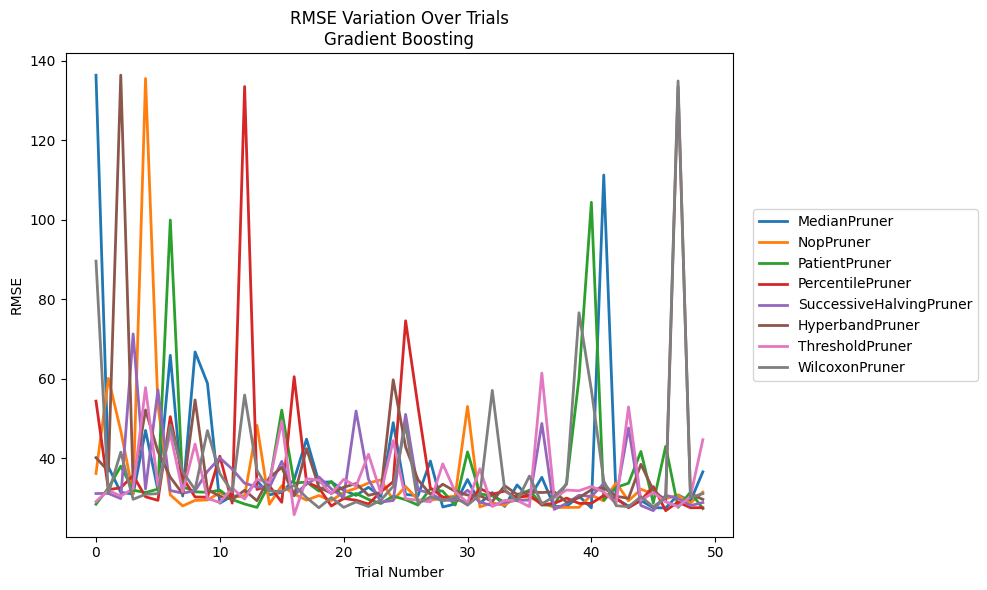 RMSE Variation Over Trials
Gradient Boosting
140
120
100
80
60
40
RMSE
0
10
20
30
40
50
Trial Number
MedianPruner
NopPruner
PatientPruner
PercentilePruner
SuccessiveHalvingPruner
HyperbandPruner
ThresholdPruner
WilcoxonPruner